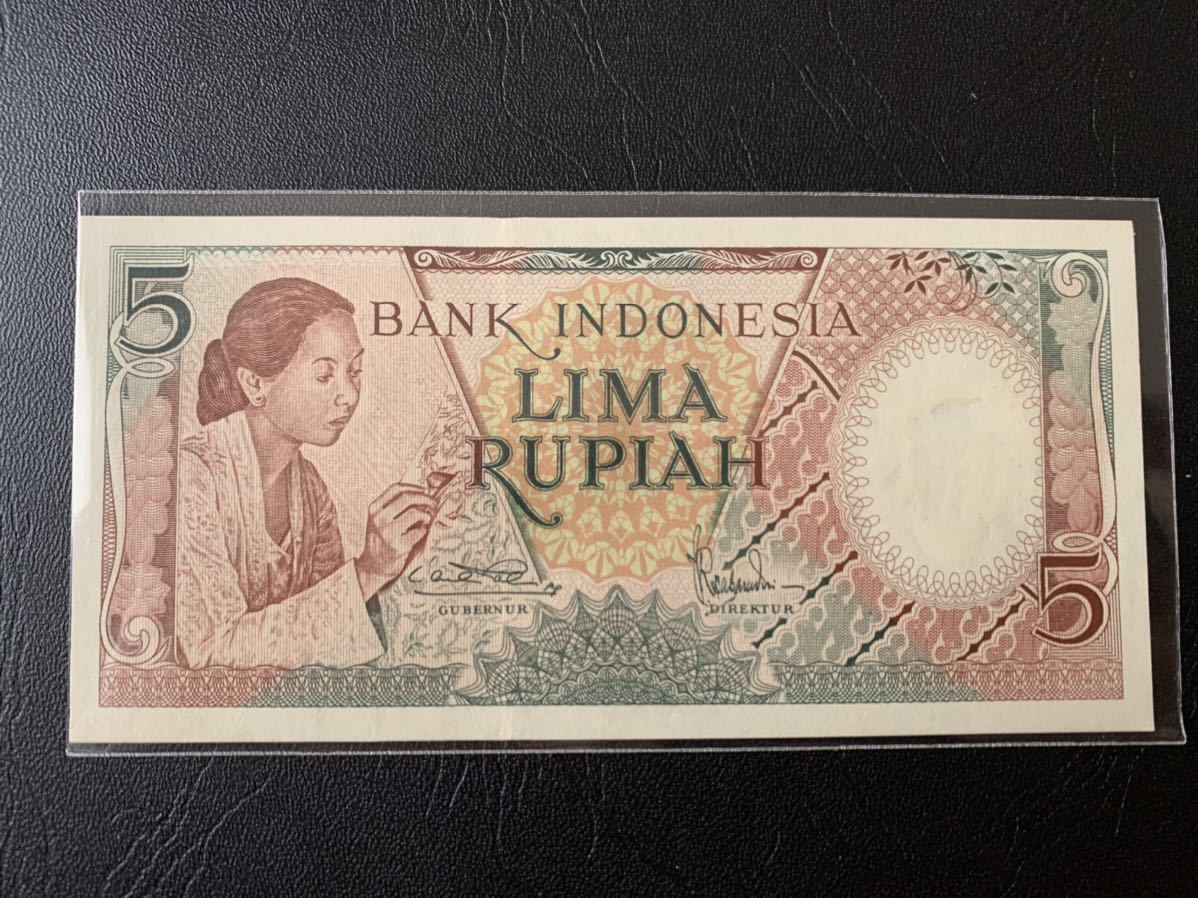 5
BANK INDONESIA
LIMA
RUPIAH
GUBERNUR
DIREKTUR
5